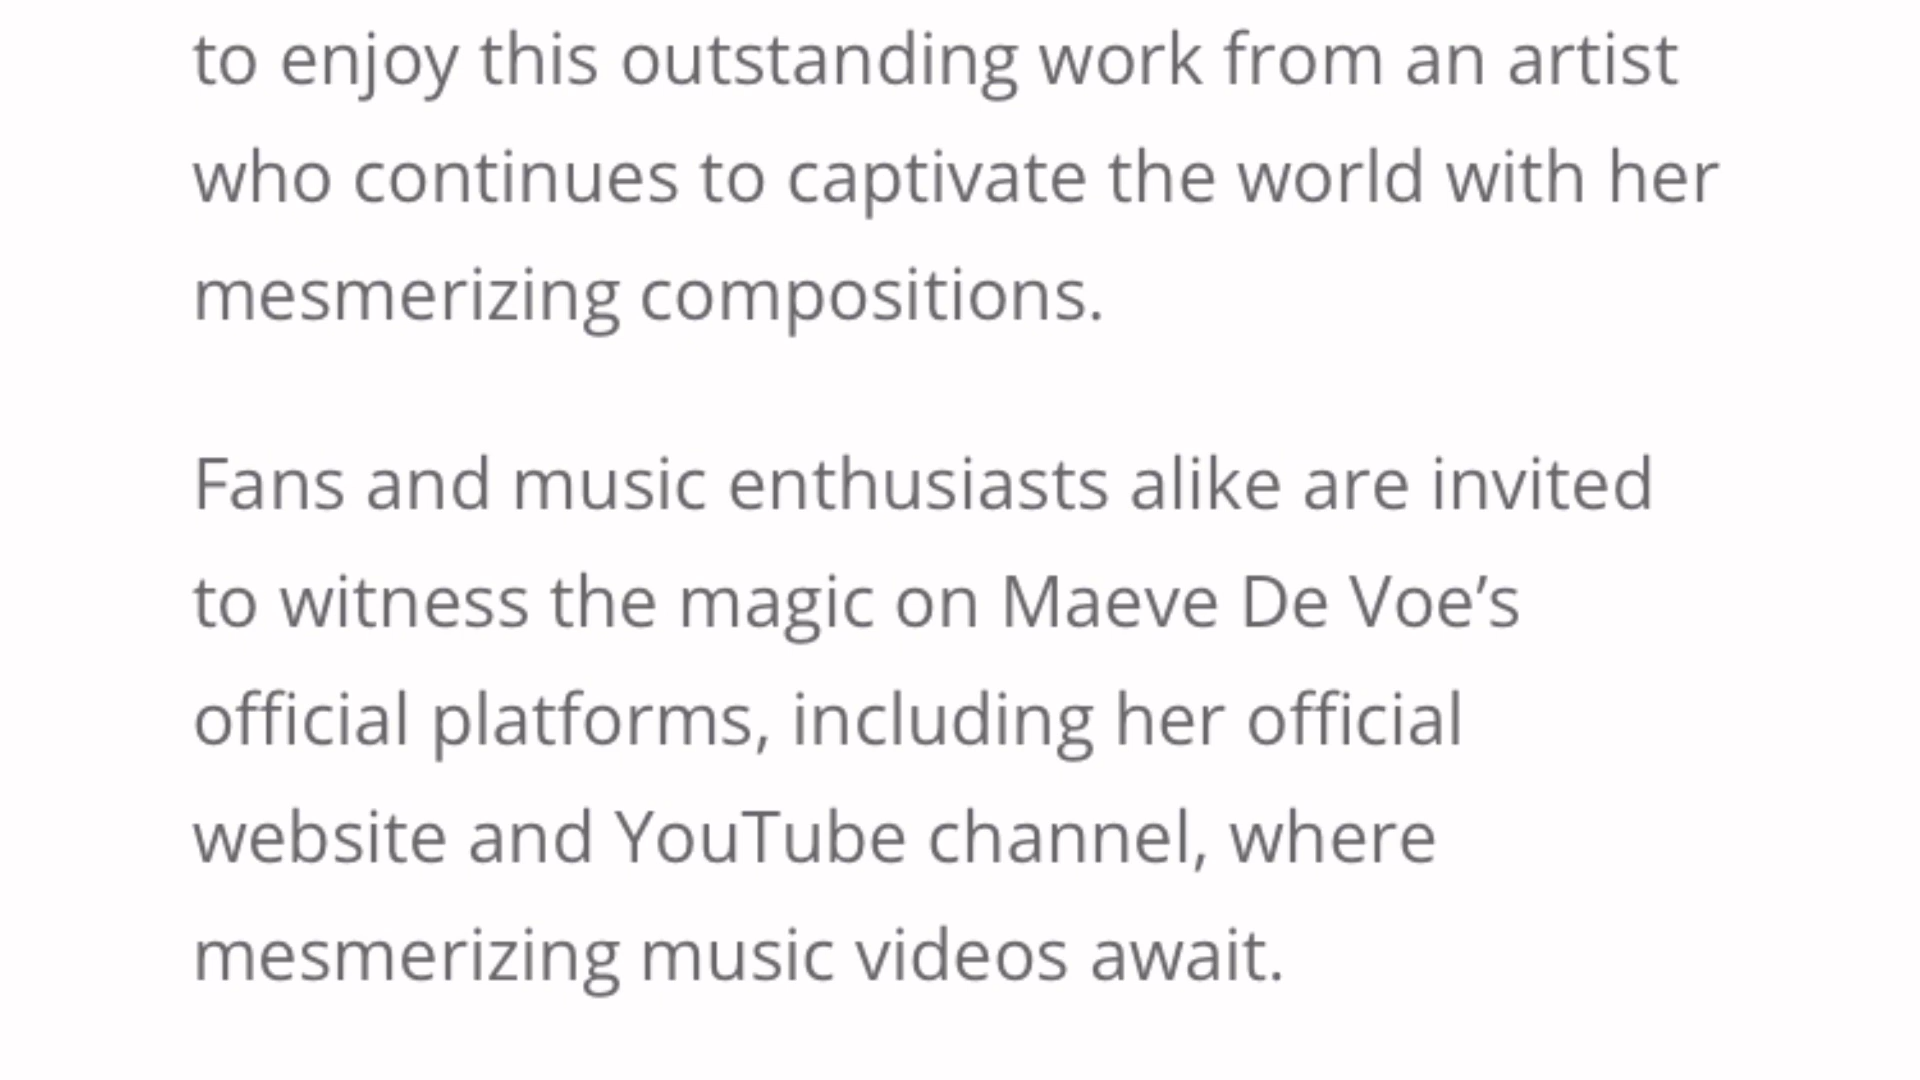 to enjoy this outstanding work from an artist
who continues to captivate the world with her
mesmerizing compositions.
Fans and music enthusiasts alike are invited
to witness the magic on Maeve De Voe’s
official platforms, including her official
website and YouTube channel, where
mesmerizing music videos await.